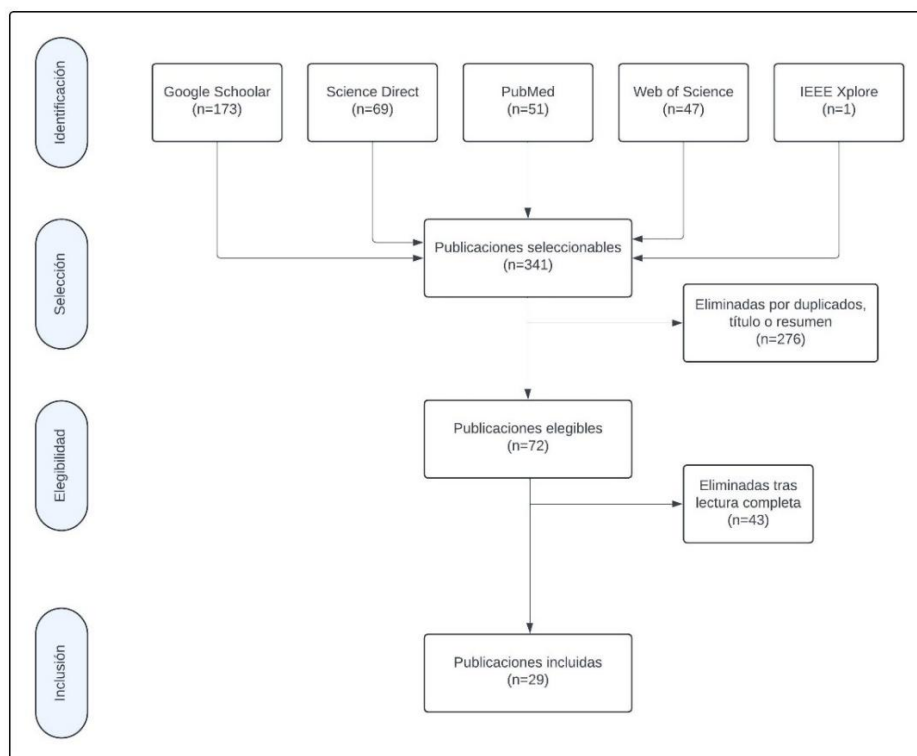 Identificación
Google Schoolar
(n=173)
Science Direct
(n=69)
PubMed
(n=51)
Web of Science
(n=47)
IEEE Xplore
(n=1)
Selección
Publicaciones seleccionables
(n=341)
Eliminadas por duplicados,
título o resumen
(n=276)
Elegibilidad
Publicaciones elegibles
(n=72)
Eliminadas tras
lectura completa
(n=43)
Inclusión
Publicaciones incluidas
(n=29)